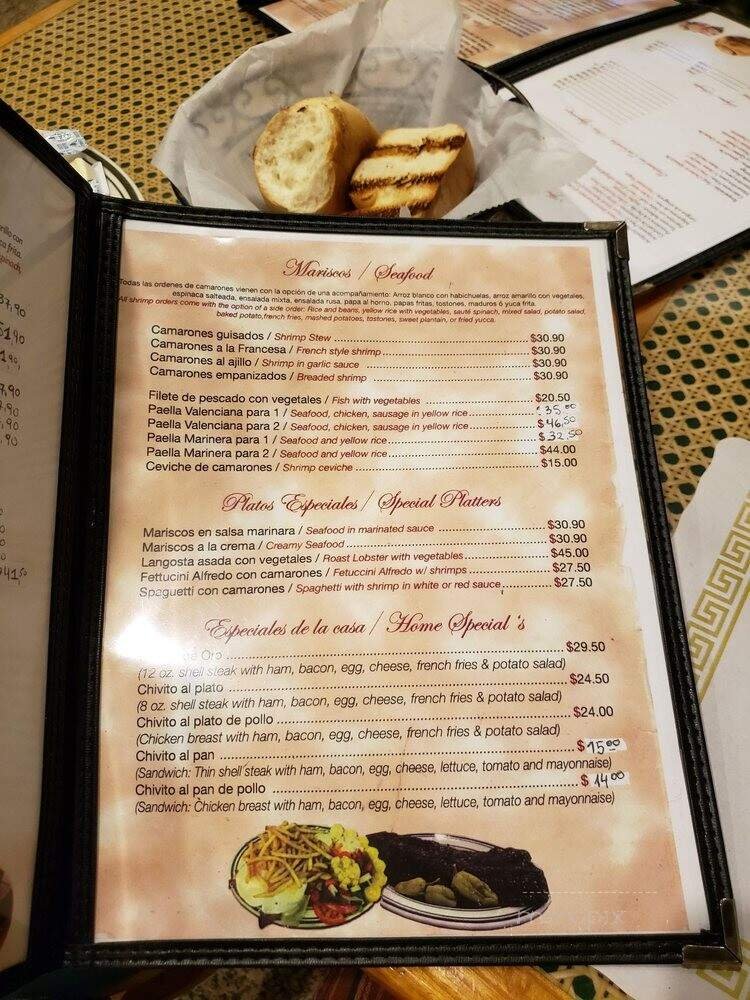 Mariscos / Seafood
Todas las ordenes de camarones vienen con la opción de una acompañamiento: Arroz blanco con habichuelas, arroz amarillo con vegetales,
espinaca salteada, ensalada mixta, ensalada rusa, papa al horno, papas fritas, tostones, maduros ó yuca frita.
All shrimp orders come with the option of a side order: Rice and beans, yellow rice with vegetables, sauté spinach, mixed salad, potato salad,
baked potato,french fries, mashed potatoes, tostones, sweet plantain, or fried yucca.
Camarones guisados / Shrimp Stew $30.90
Camarones a la Francesa / French style shrimp $30.90
Camarones al ajillo / Shrimp in garlic sauce $30.90
Camarones empanizados / Breaded shrimp $30.90
Filete de pescado con vegetales / Fish with vegetables $20.50
Paella Valenciana para 1 / Seafood, chicken, sausage in yellow rice 35.00
Paella Valenciana para 2 / Seafood, chicken, sausage in yellow rice $46,50
Paella Marinera para 1 / Seafood and yellow rice $32,50
Paella Marinera para 2 / Seafood and yellow rice $44.00
Ceviche de camarones / Shrimp ceviche $15.00
Platos Especiales / Special Platters
Mariscos en salsa marinara / Seafood in marinated sauce $30.90
Mariscos a la crema / Creamy Seafood $30.90
Langosta asada con vegetales / Roast Lobster with vegetables $45.00
Fettucini Alfredo con camarones / Fetuccini Alfredo w/ shrimps $27.50
Spaguetti con camarones / Spaghetti with shrimp in white or red sauce $27.50
Especiales de la casa / Home Special 's
de Oro $29.50
(12 oz. shell steak with ham, bacon, egg, cheese, french fries & potato salad)
Chivito al plato $24.50
(8 oz. shell steak with ham, bacon, egg, cheese, french fries & potato salad)
Chivito al plato de pollo $24.00
(Chicken breast with ham, bacon, egg, cheese, french fries & potato salad)
Chivito al pan $15.00
(Sandwich: Thin shell steak with ham, bacon, egg, cheese, lettuce, tomato and mayonnaise)
Chivito al pan de pollo $14.00
(Sandwich: Chicken breast with ham, bacon, egg, cheese, lettuce, tomato and mayonnaise)